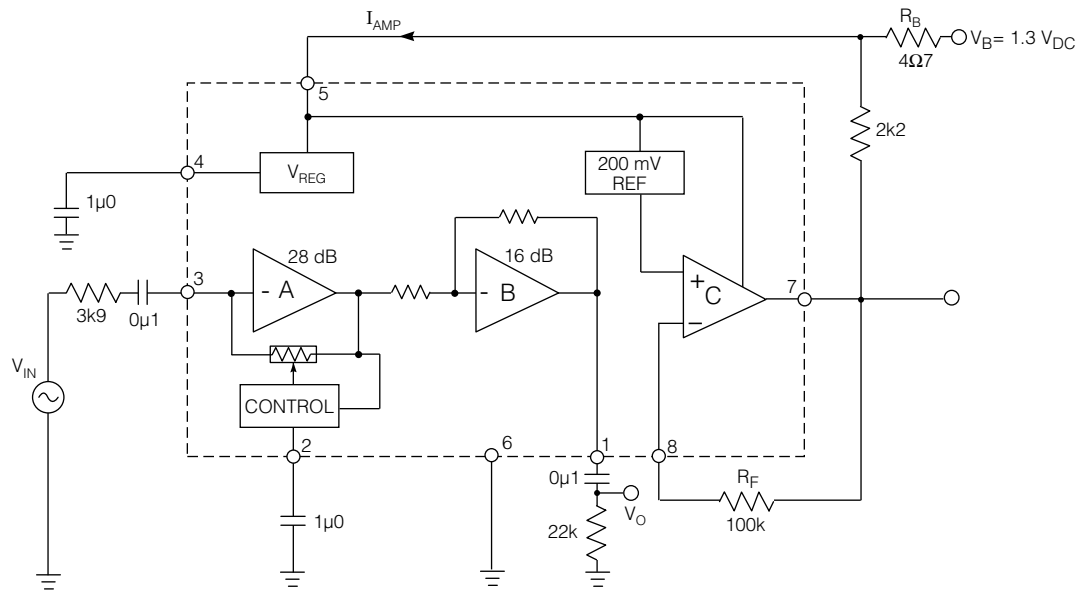 I_AMP
R_B
V_B= 1.3 V_DC
4Ω7
5
2k2
4
V_REG
200 mV
REF
1µ0
28 dB
16 dB
3
- A
- B
+
C
−
7
3k9
0µ1
V_IN
CONTROL
2
6
1
8
0µ1
R_F
1µ0
V_O
22k
100k